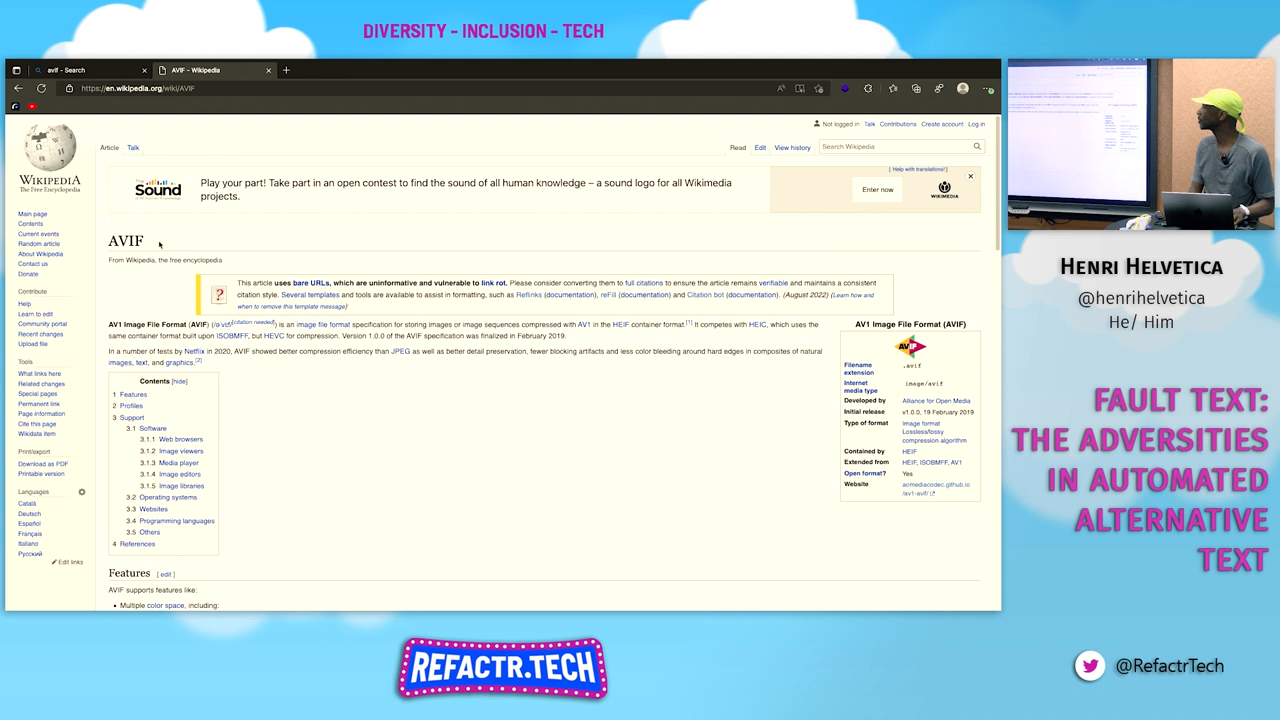 DIVERSITY - INCLUSION - TECH
avif - Search
AVIF - Wikipedia
https://en.wikipedia.org/wiki/AVIF
Not logged in Talk Contributions Create account Log in
Article Talk
Read Edit View history
Search Wikipedia
WIKIPEDIA
The Free Encyclopedia
[ Help with translations! ]
Sound
Play your part! Take part in an open contest to find the sound of all human knowledge – a sound logo for all Wikimedia
projects.
Enter now
WIKIMEDIA
Main page
Contents
Current events
Random article
About Wikipedia
Contact us
Donate
Contribute
Help
Learn to edit
Community portal
Recent changes
Upload file
Tools
What links here
Related changes
Special pages
Permanent link
Page information
Cite this page
Wikidata item
Print/export
Download as PDF
Printable version
Languages
Català
Deutsch
Español
Français
Italiano
Русский
Edit links
AVIF
From Wikipedia, the free encyclopedia
This article uses bare URLs, which are uninformative and vulnerable to link rot. Please consider converting them to full citations to ensure the article remains verifiable and maintains a consistent
citation style. Several templates and tools are available to assist in formatting, such as Reflinks (documentation), reFill (documentation) and Citation bot (documentation). (August 2022) (Learn how and
when to remove this template message)
AV1 Image File Format (AVIF) [citation needed] is an image file format specification for storing images or image sequences compressed with AV1 in the HEIF container format.[1] It competes with HEIC, which uses the
same container format built upon ISOBMFF, but HEVC for compression. Version 1.0.0 of the AVIF specification was finalized in February 2019.
In a number of tests by Netflix in 2020, AVIF showed better compression efficiency than JPEG as well as better detail preservation, fewer blocking artifacts and less color bleeding around hard edges in composites of natural
images, text, and graphics.[2]
Contents [hide]
1 Features
2 Profiles
3 Support
3.1 Software
3.1.1 Web browsers
3.1.2 Image viewers
3.1.3 Media player
3.1.4 Image editors
3.1.5 Image libraries
3.2 Operating systems
3.3 Websites
3.4 Programming languages
3.5 Others
4 References
Features [ edit ]
AVIF supports features like:
• Multiple color space, including:
AV1 Image File Format (AVIF)
AVIF
Filename extension .avif
Internet media type image/avif
Developed by Alliance for Open Media
Initial release v1.0.0, 19 February 2019
Type of format Image format
Lossless/lossy
compression algorithm
Contained by HEIF
Extended from HEIF, ISOBMFF, AV1
Open format? Yes
Website aomediacodec.github.io
/av1-avif/
HENRI HELVETICA
@henrihelvetica
He/ Him
FAULT TEXT:
THE ADVERSITIES
IN AUTOMATED
ALTERNATIVE
TEXT
REFACTR.TECH
@RefactrTech